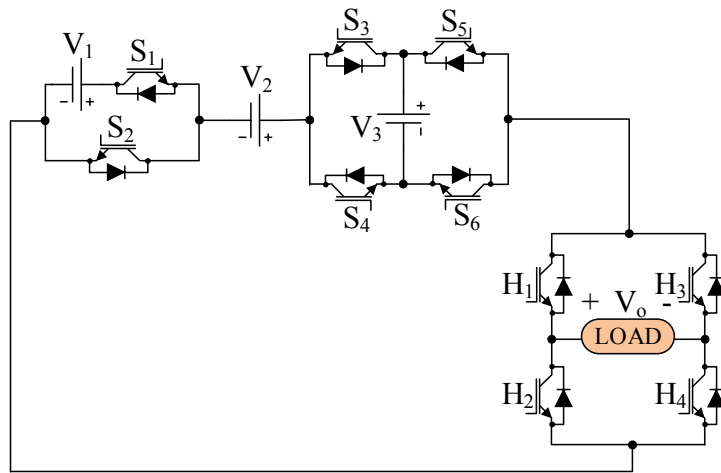 S₃ S₅
V₁ S₁
- + V₂
+
S₂ - + V₃ -
S₄ S₆
H₁ + Vₒ - H₃
LOAD
H₂ H₄